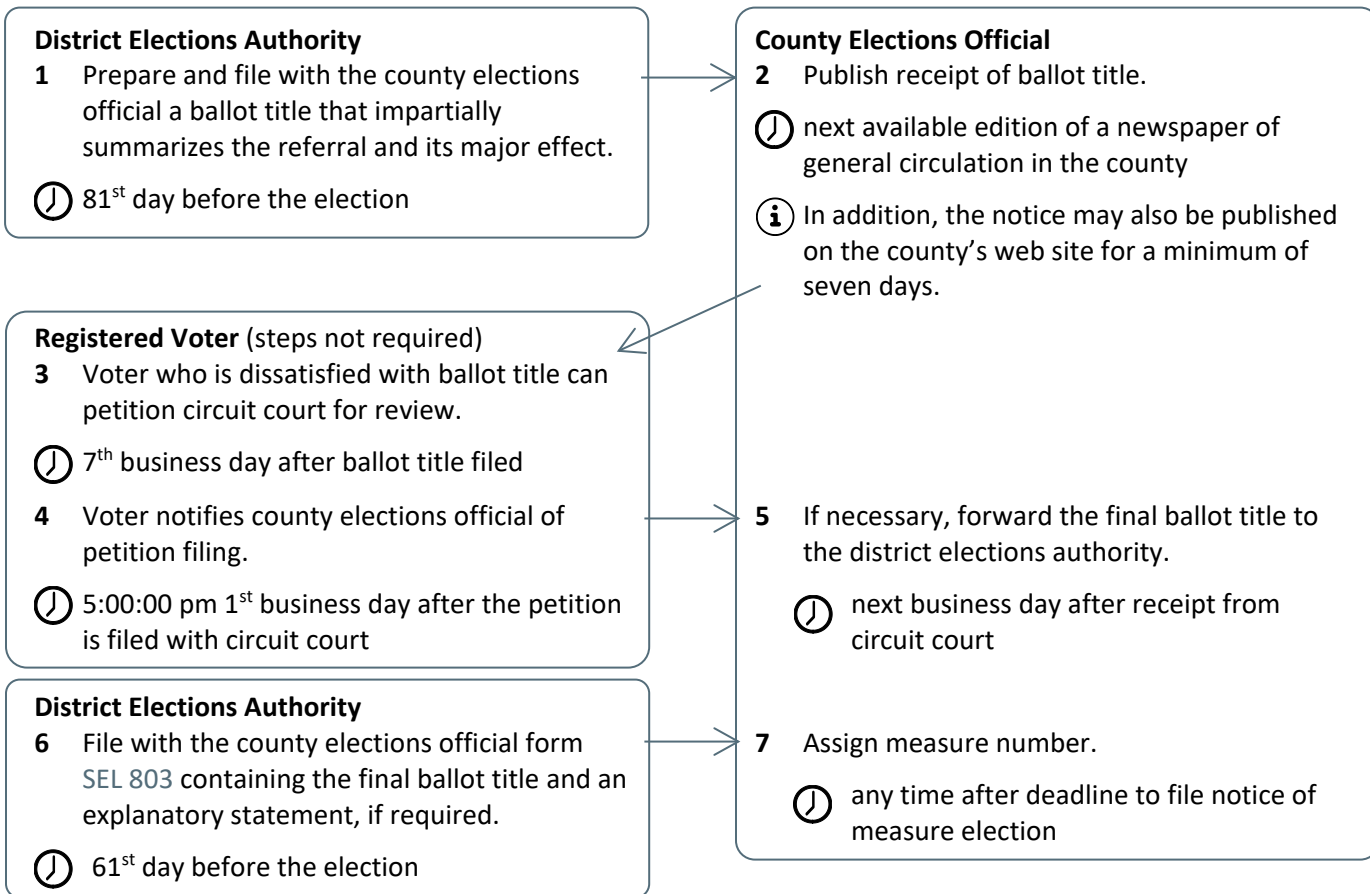 District Elections Authority
1 Prepare and file with the county elections
official a ballot title that impartially
summarizes the referral and its major effect.
81st day before the election
County Elections Official
2 Publish receipt of ballot title.
next available edition of a newspaper of
general circulation in the county
In addition, the notice may also be published
on the county’s web site for a minimum of
seven days.
Registered Voter (steps not required)
3 Voter who is dissatisfied with ballot title can
petition circuit court for review.
7th business day after ballot title filed
4 Voter notifies county elections official of
petition filing.
5:00:00 pm 1st business day after the petition
is filed with circuit court
5 If necessary, forward the final ballot title to
the district elections authority.
next business day after receipt from
circuit court
District Elections Authority
6 File with the county elections official form
SEL 803 containing the final ballot title and an
explanatory statement, if required.
61st day before the election
7 Assign measure number.
any time after deadline to file notice of
measure election